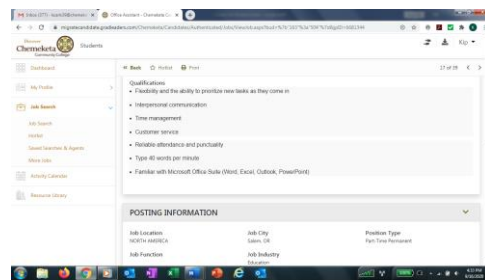 Office Assistant - Chemeketa Co
Chemeketa
Community College
Students
Kip
Dashboard
My Profile
Job Search
Job Search
Hotlist
Saved Searches & Agents
More Jobs
Activity Calendar
Resource Library
Back Hotlist Print
17 of 39
Qualifications
• Flexibility and the ability to prioritize new tasks as they come in
• Interpersonal communication
• Time management
• Customer service
• Reliable attendance and punctuality
• Type 40 words per minute
• Familiar with Microsoft Office Suite (Word, Excel, Outlook, PowerPoint)
POSTING INFORMATION
Job Location Job City Position Type
NORTH AMERICA Salem, OR Part-Time Permanent
Job Function Job Industry
Education
100%